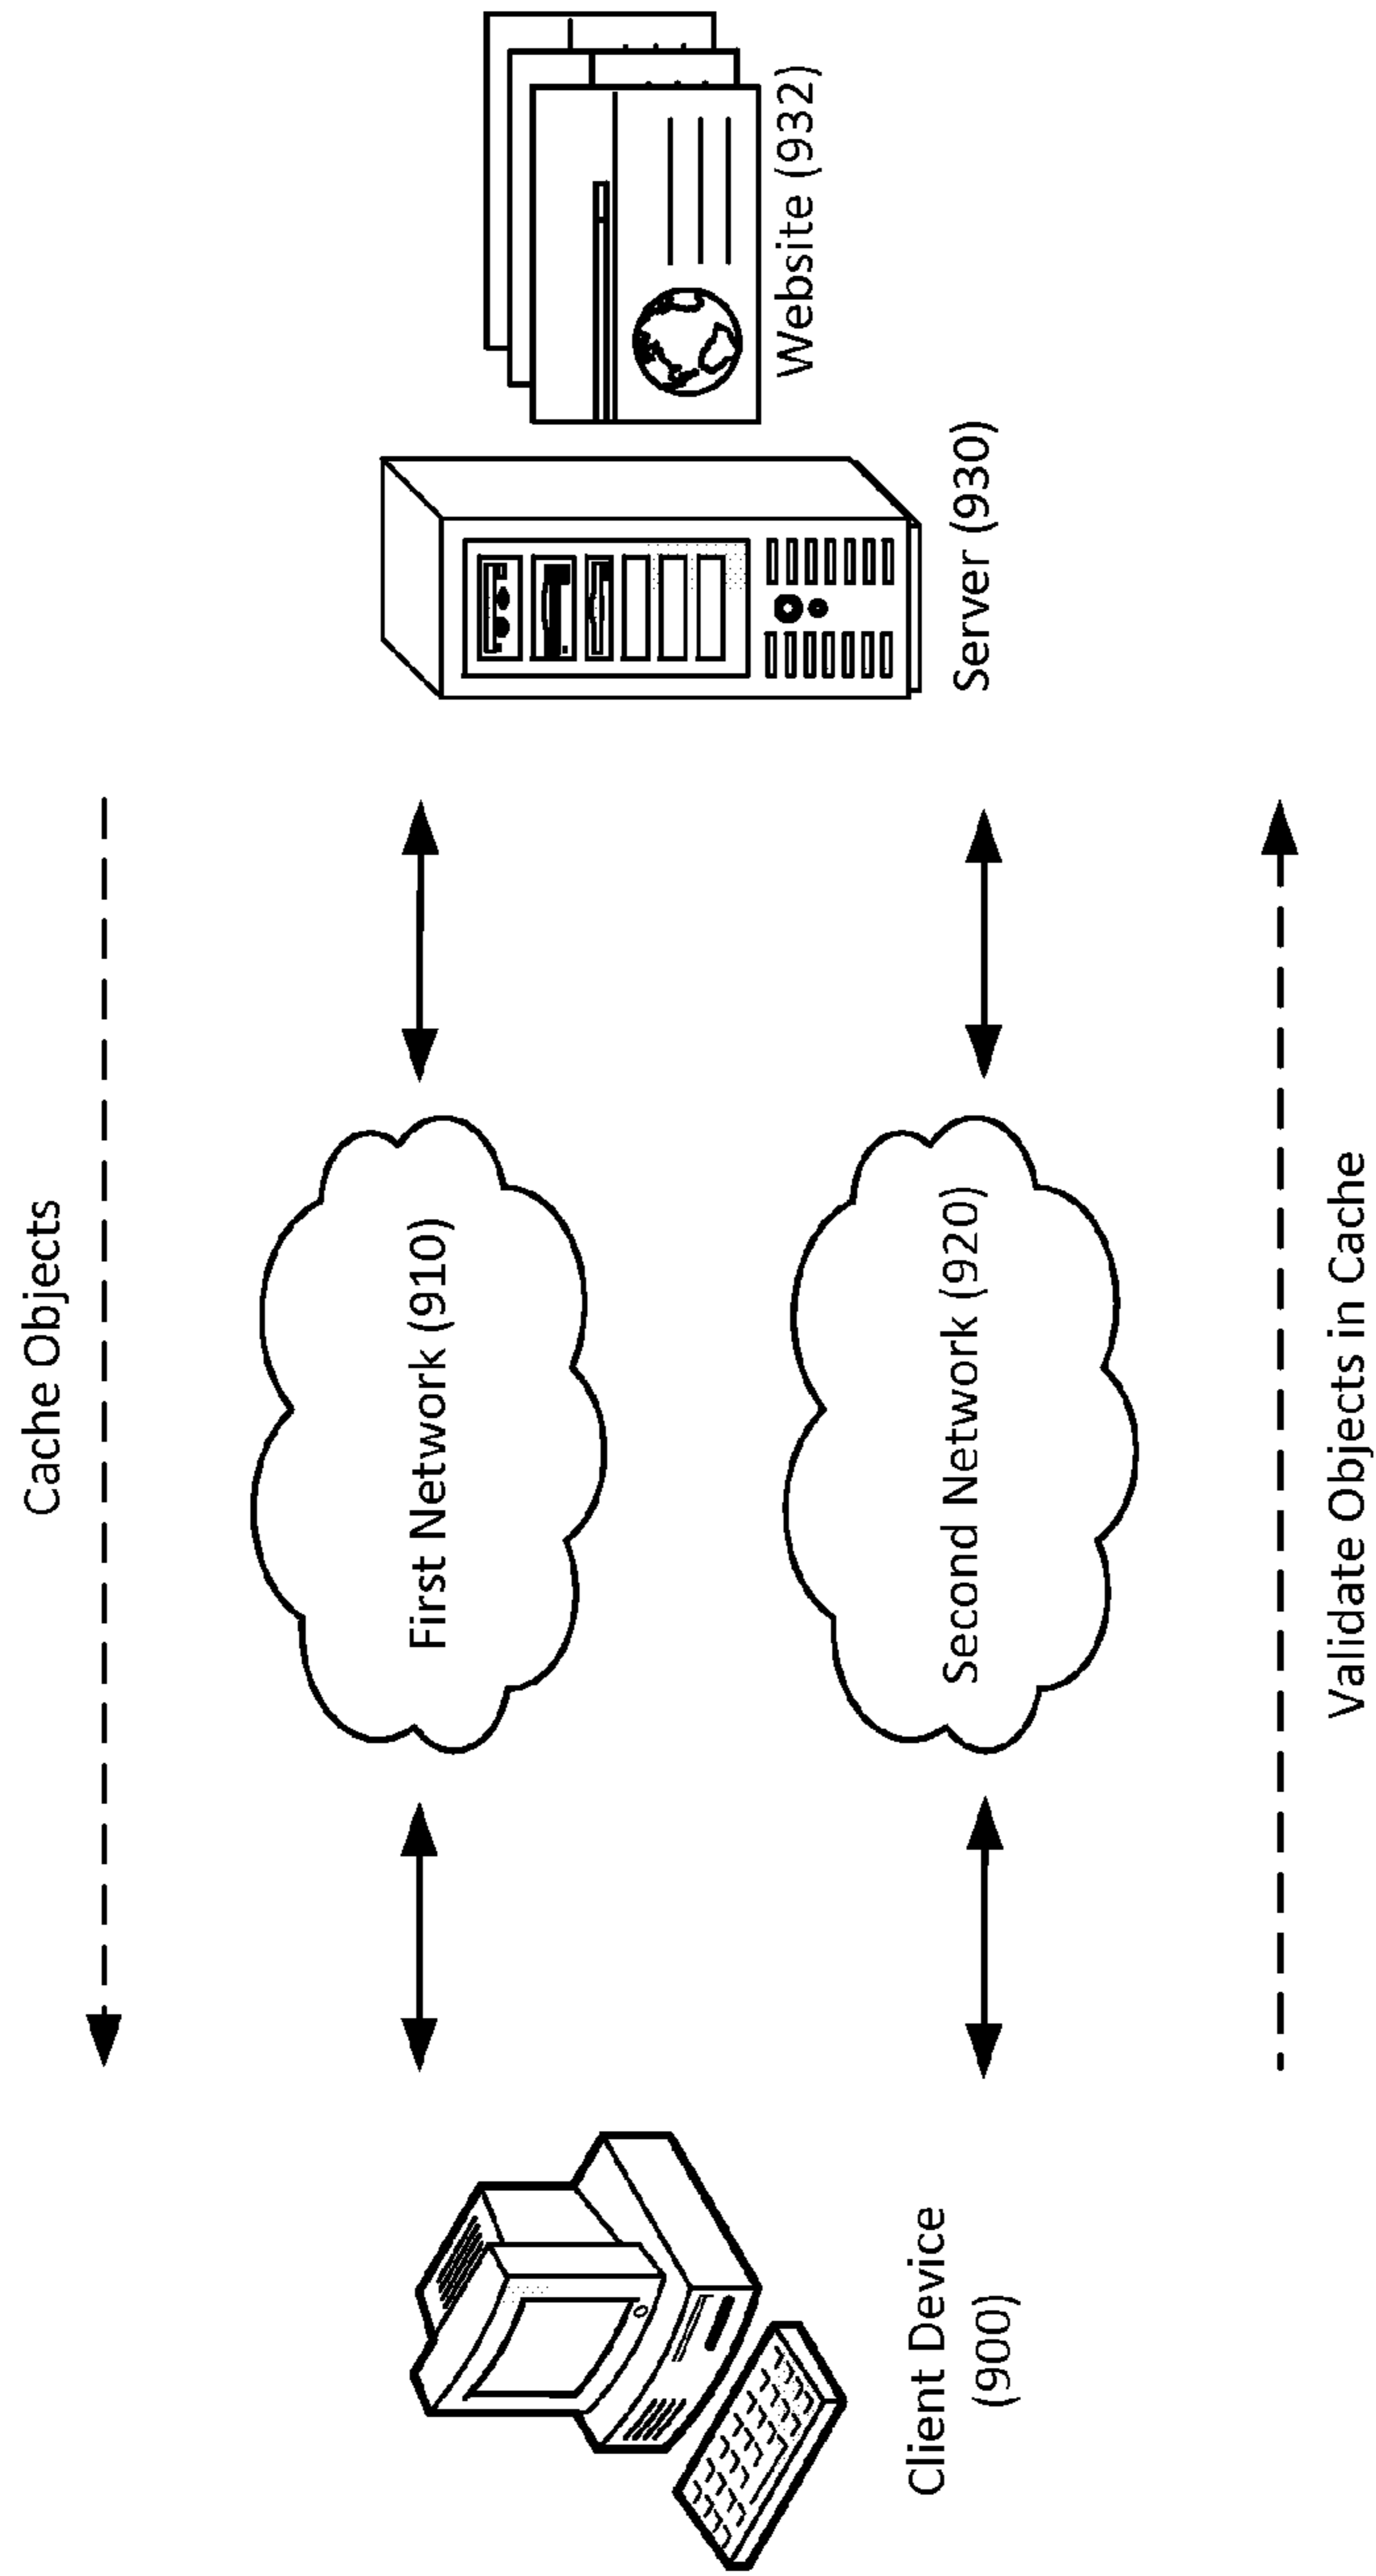 Cache Objects
Client Device
(900)
First Network (910)
Second Network (920)
Server (930)
Website (932)
Validate Objects in Cache